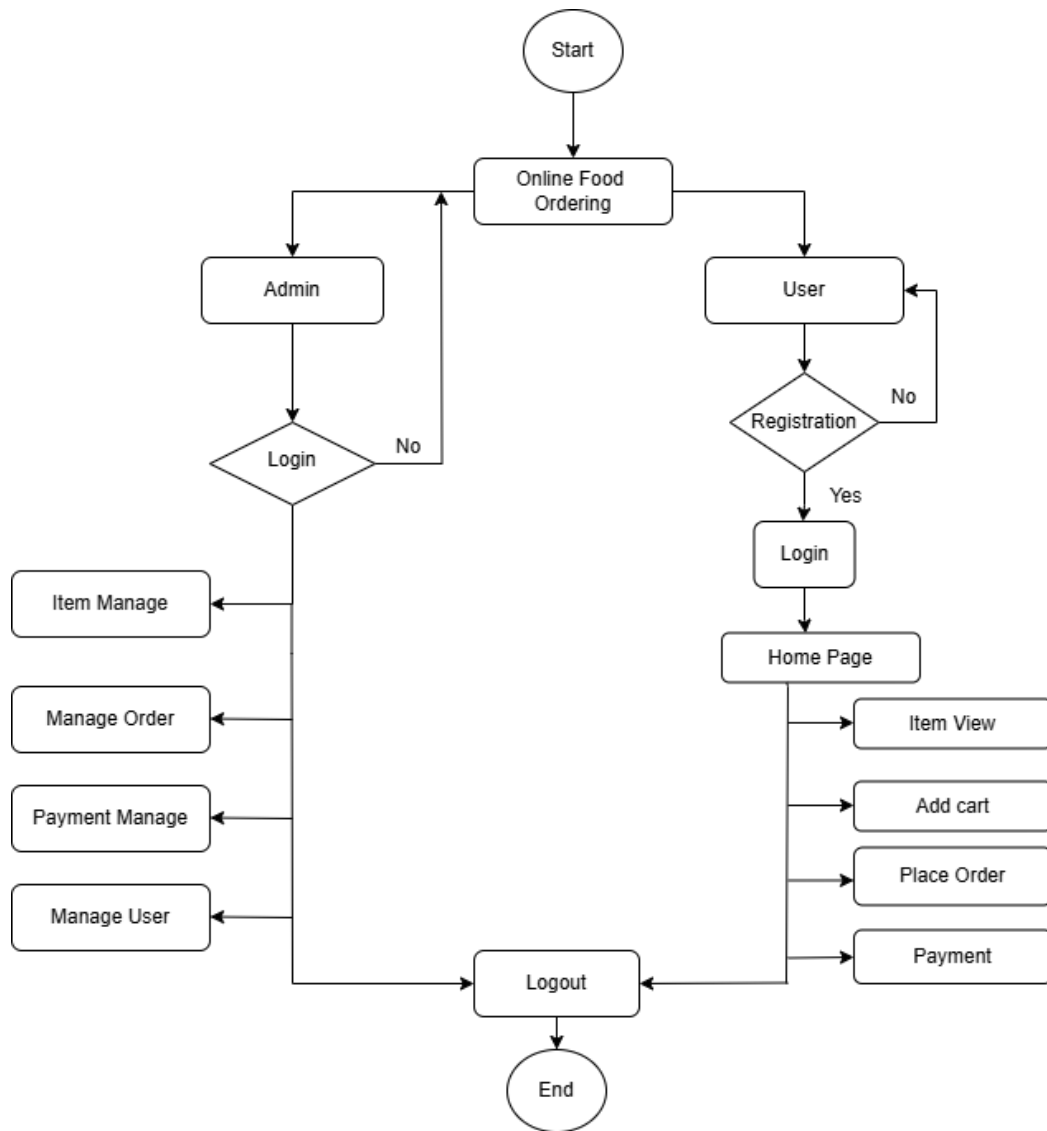 Start
Online Food
Ordering
Admin
User
Login
No
Registration
No
Yes
Login
Item Manage
Home Page
Manage Order
Item View
Payment Manage
Add cart
Place Order
Manage User
Payment
Logout
End